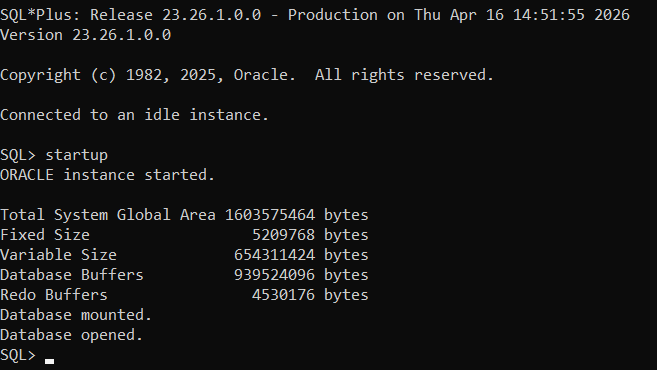 SQL*Plus: Release 23.26.1.0.0 - Production on Thu Apr 16 14:51:55 2026
Version 23.26.1.0.0

Copyright (c) 1982, 2025, Oracle.  All rights reserved.

Connected to an idle instance.

SQL> startup
ORACLE instance started.

Total System Global Area 1603575464 bytes
Fixed Size                  5209768 bytes
Variable Size             654311424 bytes
Database Buffers          939524096 bytes
Redo Buffers                4530176 bytes
Database mounted.
Database opened.
SQL>